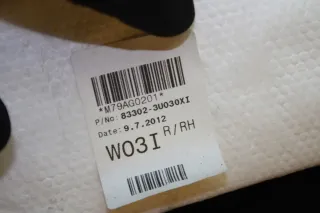 *M79AG0201*
P/No: 83302-3U030XI
Date: 9.7.2012
W03I R/RH